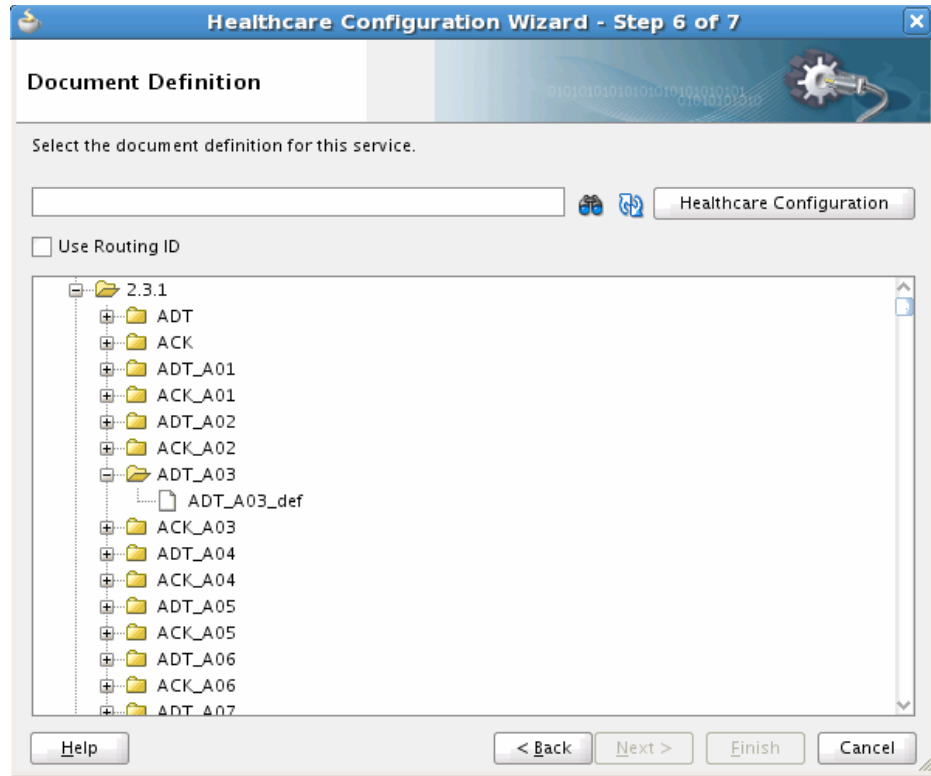 Healthcare Configuration Wizard - Step 6 of 7
Document Definition
Select the document definition for this service.
Healthcare Configuration
Use Routing ID
2.3.1
ADT
ACK
ADT_A01
ACK_A01
ADT_A02
ACK_A02
ADT_A03
ADT_A03_def
ACK_A03
ADT_A04
ACK_A04
ADT_A05
ACK_A05
ADT_A06
ACK_A06
ADT_A07
Help
< Back
Next >
Finish
Cancel